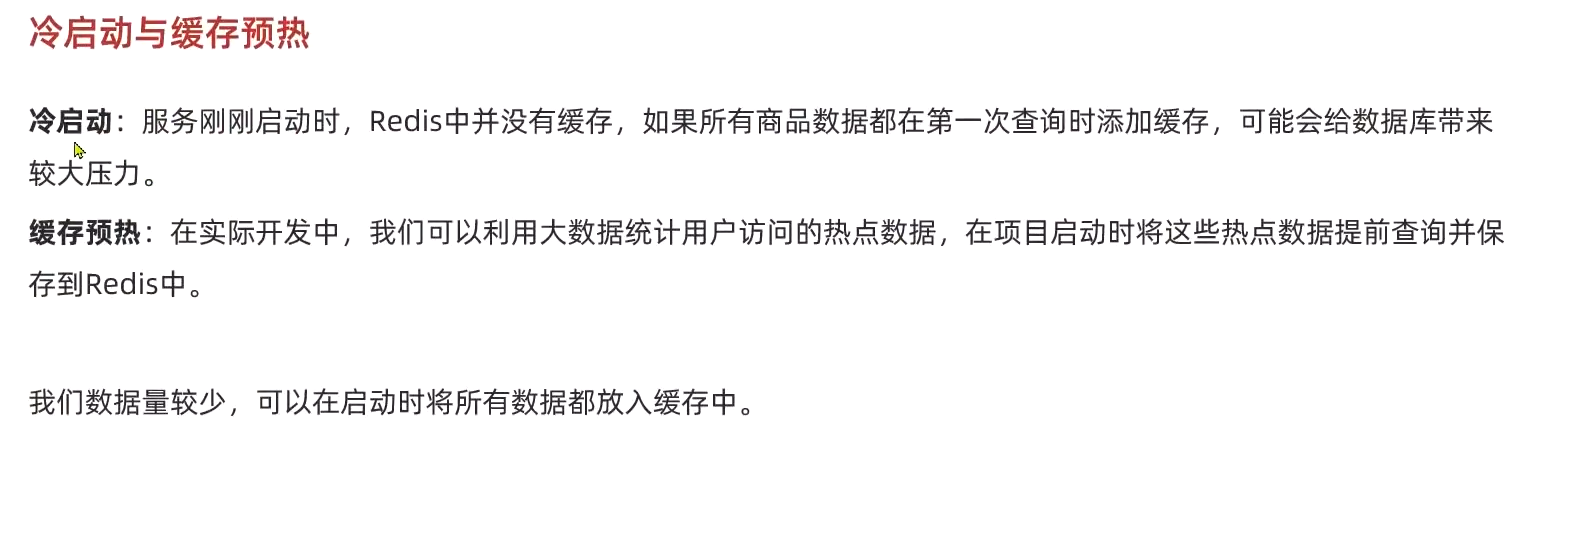 冷启动与缓存预热
冷启动：服务刚刚启动时，Redis中并没有缓存，如果所有商品数据都在第一次查询时添加缓存，可能会给数据库带来
较大压力。
缓存预热：在实际开发中，我们可以利用大数据统计用户访问的热点数据，在项目启动时将这些热点数据提前查询并保
存到Redis中。
我们数据量较少，可以在启动时将所有数据都放入缓存中。